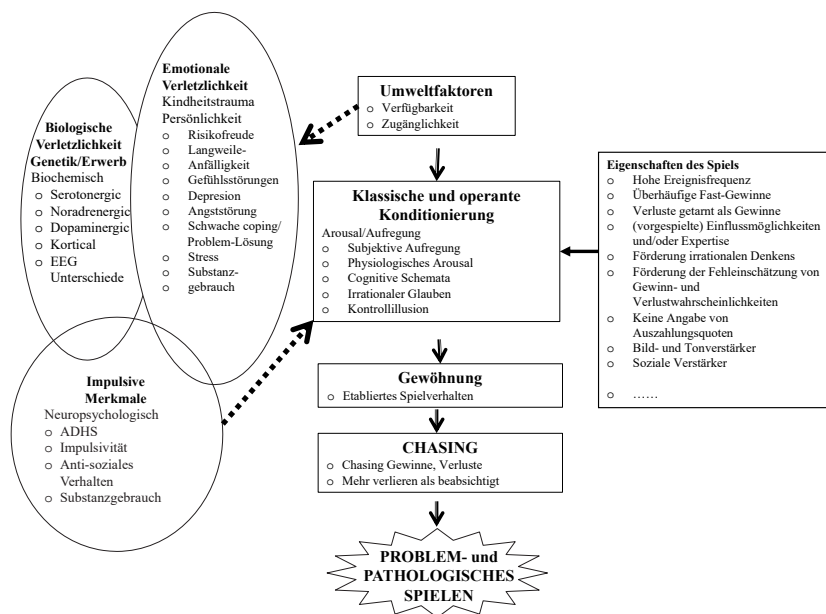 Emotionale
Verletzlichkeit
Kindheitstrauma
Persönlichkeit
o Risikofreude
o Langweile-
o Anfälligkeit
o Gefühlsstörungen
o Depresion
o Angststörung
o Schwache coping/
Problem-Lösung
o Stress
o Substanz-
o gebrauch
Biologische
Verletzlichkeit
Genetik/Erwerb
Biochemisch
o Serotonergic
o Noradrenergic
o Dopaminergic
o Kortical
o EEG
Unterschiede
Impulsive
Merkmale
Neuropsychologisch
o ADHS
o Impulsivität
o Anti-soziales
Verhalten
o Substanzgebrauch
Umweltfaktoren
o Verfügbarkeit
o Zugänglichkeit
Klassische und operante
Konditionierung
Arousal/Aufregung
o Subjektive Aufregung
o Physiologisches Arousal
o Cognitive Schemata
o Irrationaler Glauben
o Kontrollillusion
Gewöhnung
o Etabliertes Spielverhalten
CHASING
o Chasing Gewinne, Verluste
o Mehr verlieren als beabsichtigt
PROBLEM- und
PATHOLOGISCHES
SPIELEN
Eigenschaften des Spiels
o Hohe Ereignisfrequenz
o Überhäufige Fast-Gewinne
o Verluste getarnt als Gewinne
o (vorgespielte) Einflussmöglichkeiten
und/oder Expertise
o Förderung irrationalen Denkens
o Förderung der Fehleinschätzung von
Gewinn- und
Verlustwahrscheinlichkeiten
o Keine Angabe von
Auszahlungsquoten
o Bild- und Tonverstärker
o Soziale Verstärker
o ……